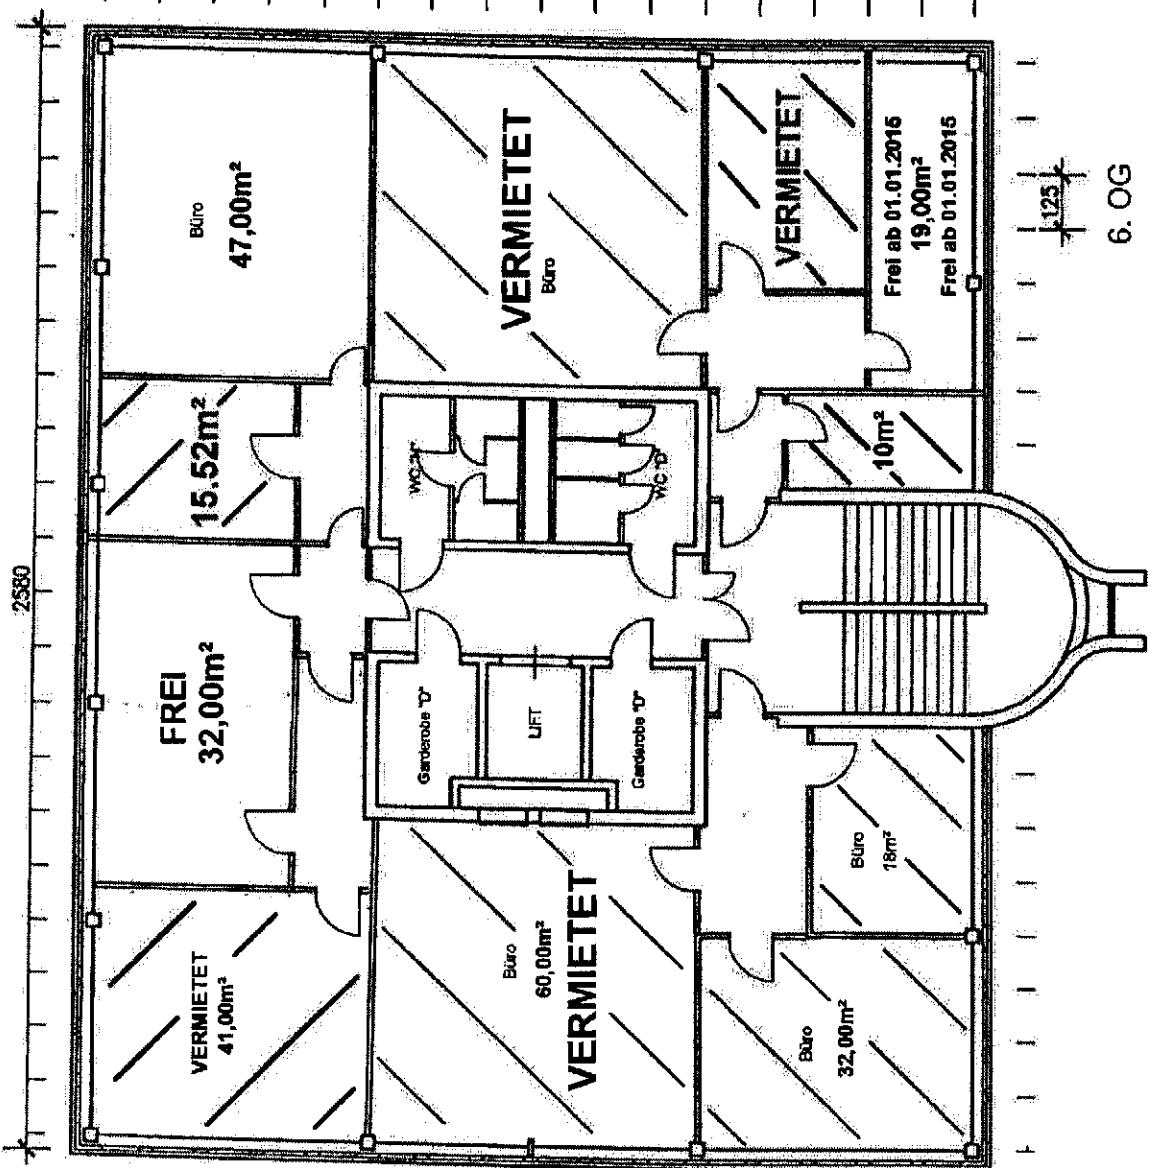 2580
Büro
47,00m²
15.52m²
FREI
32,00m²
VERMIETET
41,00m²
VERMIETET
Büro
WC "D"
Garderobe "D"
LIFT
Garderobe "D"
Büro
60,00m²
VERMIETET
VERMIETET
Frei ab 01.01.2015
19,00m²
Frei ab 01.01.2015
10m²
Büro
18m²
Büro
32,00m²
125
6. OG